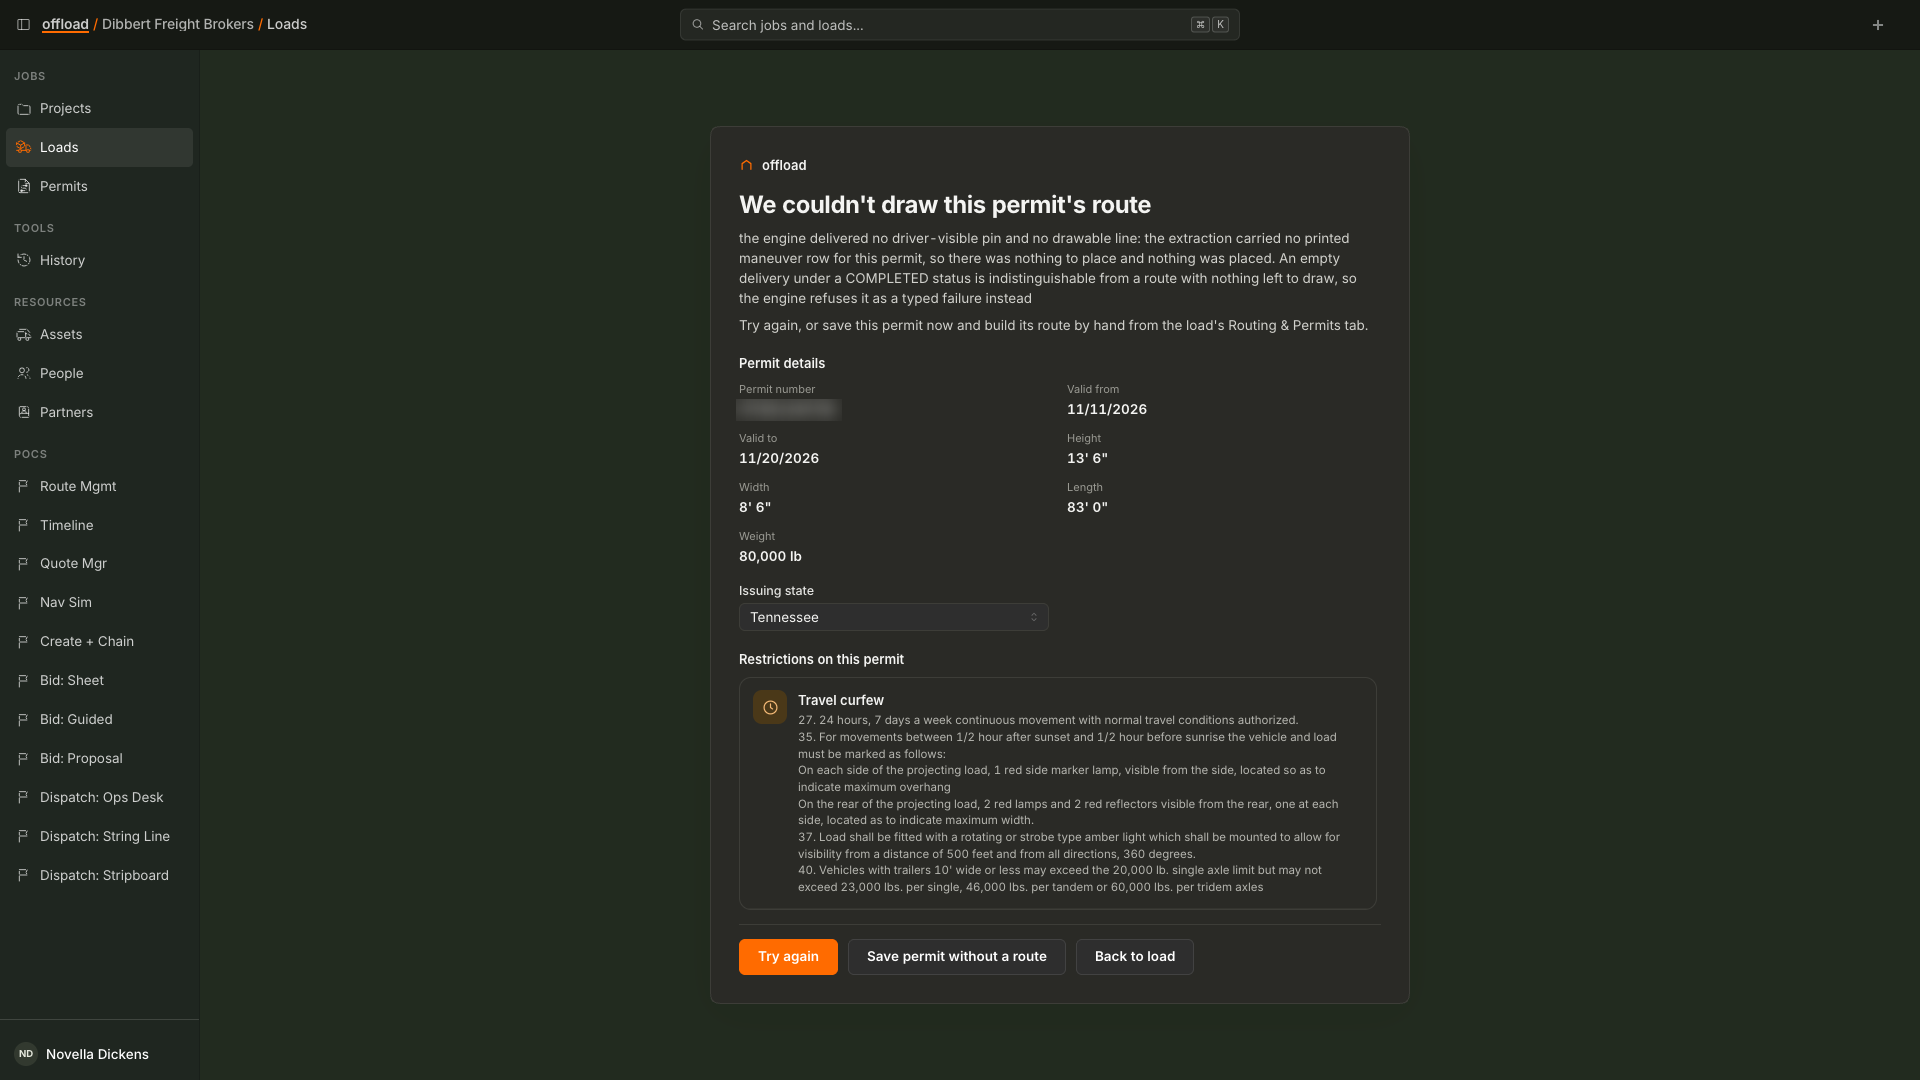 offload / Dibbert Freight Brokers / Loads
Search jobs and loads...
⌘ K
+
JOBS
Projects
Loads
Permits
TOOLS
History
RESOURCES
Assets
People
Partners
POCS
Route Mgmt
Timeline
Quote Mgr
Nav Sim
Create + Chain
Bid: Sheet
Bid: Guided
Bid: Proposal
Dispatch: Ops Desk
Dispatch: String Line
Dispatch: Stripboard
ND Novella Dickens
offload
We couldn't draw this permit's route
the engine delivered no driver-visible pin and no drawable line: the extraction carried no printed
maneuver row for this permit, so there was nothing to place and nothing was placed. An empty
delivery under a COMPLETED status is indistinguishable from a route with nothing left to draw, so
the engine refuses it as a typed failure instead
Try again, or save this permit now and build its route by hand from the load's Routing & Permits tab.
Permit details
Permit number
Valid from
11/11/2026
Valid to
11/20/2026
Height
13' 6"
Width
8' 6"
Length
83' 0"
Weight
80,000 lb
Issuing state
Tennessee
Restrictions on this permit
Travel curfew
27. 24 hours, 7 days a week continuous movement with normal travel conditions authorized.
35. For movements between 1/2 hour after sunset and 1/2 hour before sunrise the vehicle and load
must be marked as follows:
On each side of the projecting load, 1 red side marker lamp, visible from the side, located so as to
indicate maximum overhang
On the rear of the projecting load, 2 red lamps and 2 red reflectors visible from the rear, one at each
side, located as to indicate maximum width.
37. Load shall be fitted with a rotating or strobe type amber light which shall be mounted to allow for
visibility from a distance of 500 feet and from all directions, 360 degrees.
40. Vehicles with trailers 10' wide or less may exceed the 20,000 lb. single axle limit but may not
exceed 23,000 lbs. per single, 46,000 lbs. per tandem or 60,000 lbs. per tridem axles
Try again
Save permit without a route
Back to load